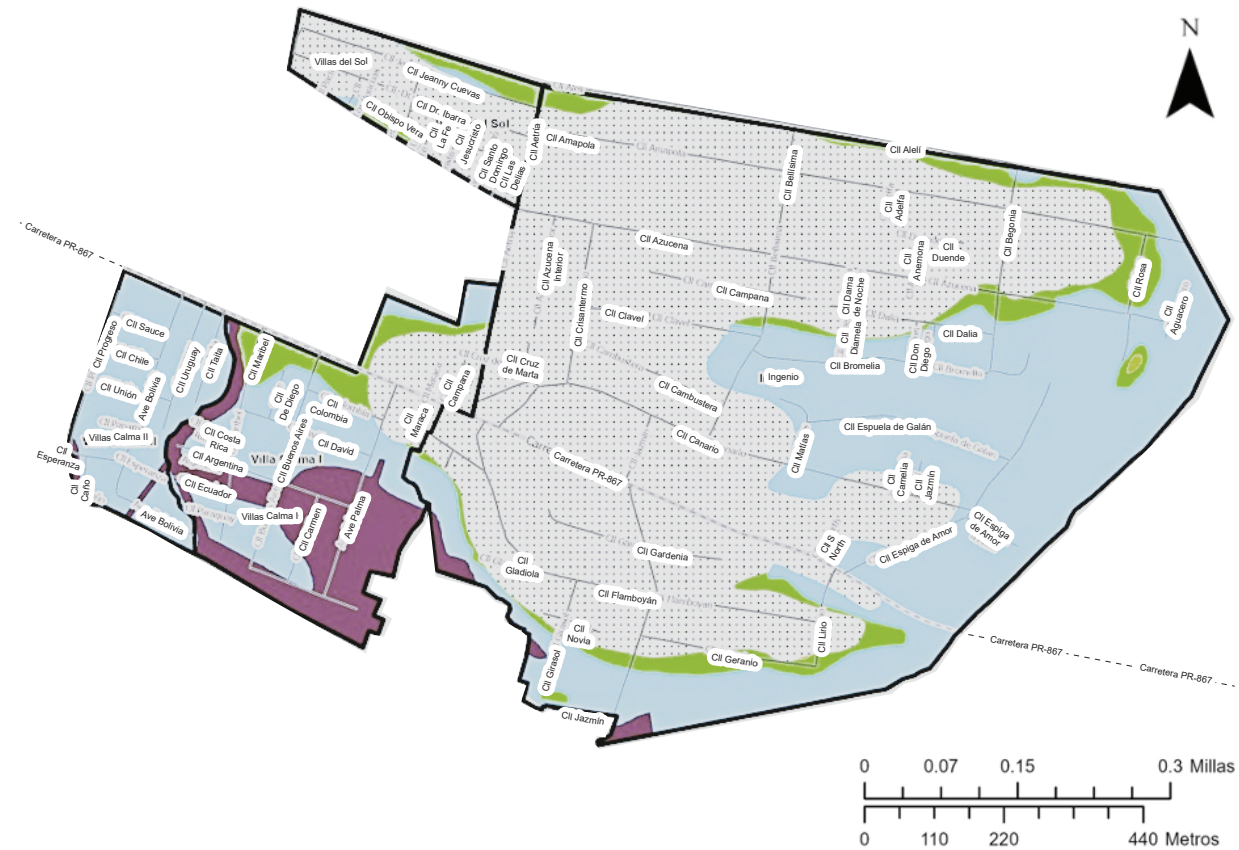 N
Villas del Sol
Cll Jeanny Cuevas
Cll Dr. Ibarra
Sol
Cll Obispo Vera
Cll
La Fe
Cll
Jesucristo
Cll Santo
Domingo
Cll Las
Delias
Cll Aetria
Cll Amapola
Cll Amapola
Cll Bellísima
Cll Alelí
Cll
Adelfa
Cll
Anemona
Cll
Duende
Cll Begonia
Cll Rosa
Cll
Aguacero
Carretera PR-867
Cll Azucena
Interior
Cll Azucena
Cll Crisantermo
Cll Campana
Cll Clavel
Cll Dama
de Noche
Cll
Diamela
Cll Dalia
Cll Don
Diego
Cll Bromelia
Ingenio
Cll Progreso
Cll Sauce
Cll Chile
Cll Unión
Ave Bolivia
Cll Uruguay
Cll Taila
Cll Maribel
Cll
De Diego
Cll
Colombia
Cll Buenos Aires
Cll David
Villas Calma II
Cll
Esperanza
Cll
Caño
Cll Costa
Rica
Cll Argentina
Cll Ecuador
Villas Calma I
Cll Carmen
Ave Palma
Ave Bolivia
Cll
Maraca
Cll
Campana
Cll Cruz
de Marta
Cll Cambustera
Cll Canario
Carretera PR-867
Cll Matías
Cll Espuela de Galán
Cll
Camelia
Cll
Jazmín
Cll Espiga
de Amor
Cll Espiga de Amor
Cll S
North
Cll Gardenia
Cll
Gladiola
Cll Flamboyán
Cll
Novia
Cll Girasol
Cll Geranio
Cll Lirio
Cll Jazmín
Carretera PR-867
Carretera PR-867
0 0.07 0.15 0.3 Millas
0 110 220 440 Metros